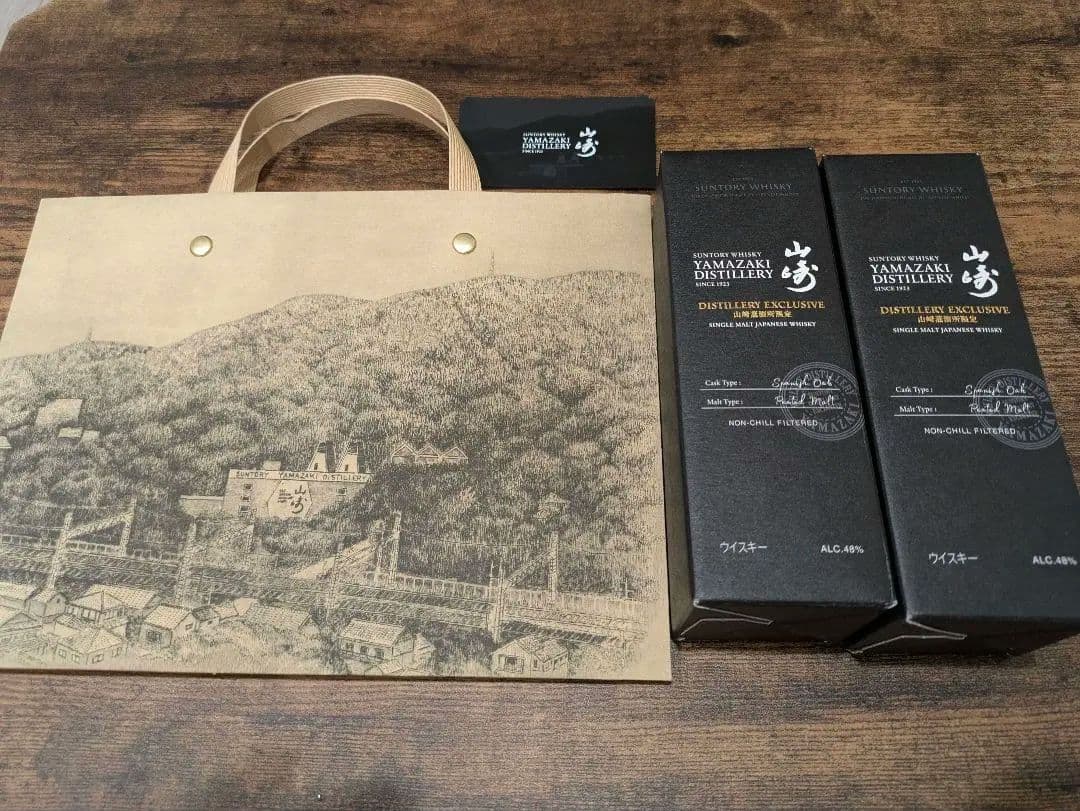 SUNTORY WHISKY
YAMAZAKI
DISTILLERY
SINCE 1923
山崎
SUNTORY YAMAZAKI DISTILLERY
山崎
SUNTORY WHISKY
SUNTORY WHISKY
YAMAZAKI
DISTILLERY
SINCE 1923
山崎
DISTILLERY EXCLUSIVE
山崎蒸溜所限定
SINGLE MALT JAPANESE WHISKY
Cask Type : Spanish Oak
Malt Type : Peated Malt
NON-CHILL FILTERED
ウイスキー ALC.48%
SUNTORY WHISKY
SUNTORY WHISKY
YAMAZAKI
DISTILLERY
SINCE 1923
山崎
DISTILLERY EXCLUSIVE
山崎蒸溜所限定
SINGLE MALT JAPANESE WHISKY
Cask Type : Spanish Oak
Malt Type : Peated Malt
NON-CHILL FILTERED
ウイスキー ALC.48%